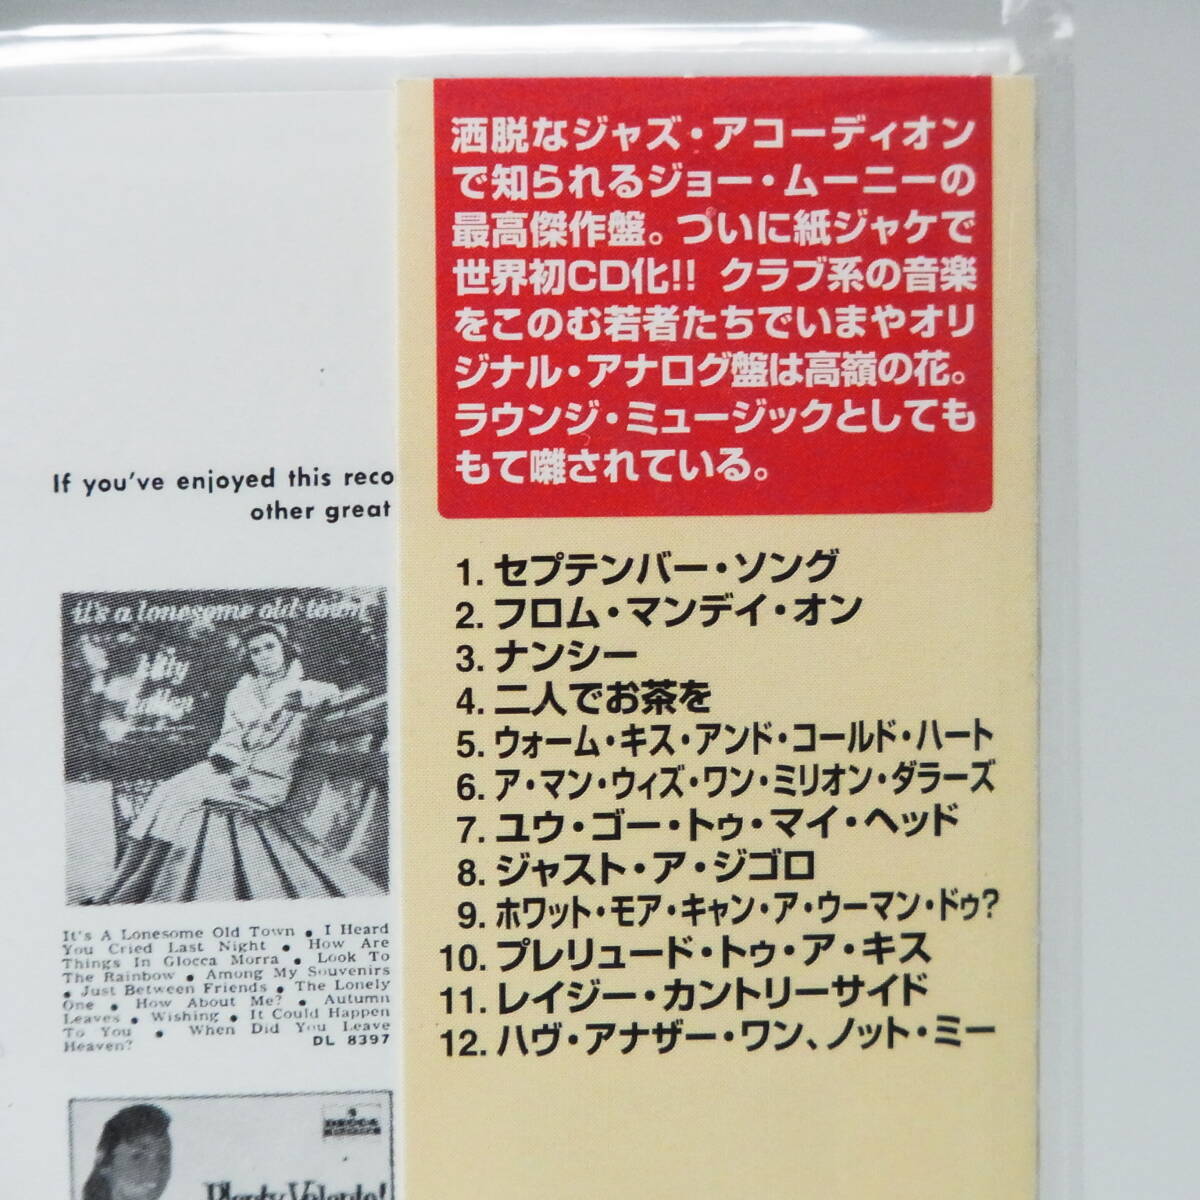 洒脱なジャズ・アコーディオン
で知られるジョー・ムーニーの
最高傑作盤。ついに紙ジャケで
世界初CD化!! クラブ系の音楽
をこのむ若者たちでいまやオリ
ジナル・アナログ盤は高嶺の花。
ラウンジ・ミュージックとしても
もて囃されている。
1. セプテンバー・ソング
2. フロム・マンデイ・オン
3. ナンシー
4. 二人でお茶を
5. ウォーム・キス・アンド・コールド・ハート
6. ア・マン・ウィズ・ワン・ミリオン・ダラーズ
7. ユウ・ゴー・トゥ・マイ・ヘッド
8. ジャスト・ア・ジゴロ
9. ホワット・モア・キャン・ア・ウーマン・ドゥ?
10. プレリュード・トゥ・ア・キス
11. レイジー・カントリーサイド
12. ハヴ・アナザー・ワン、ノット・ミー
If you've enjoyed this reco
other great
it's a lonesome old town
It's A Lonesome Old Town • I Heard
You Cried Last Night • How Are
Things In Glocca Morra • Look To
The Rainbow • Among My Souvenirs
• Just Between Friends • The Lonely
One • How About Me? • Autumn
Leaves • Wishing • It Could Happen
To You • When Did You Leave
Heaven? DL 8397
DECCA
Plenty Valente!